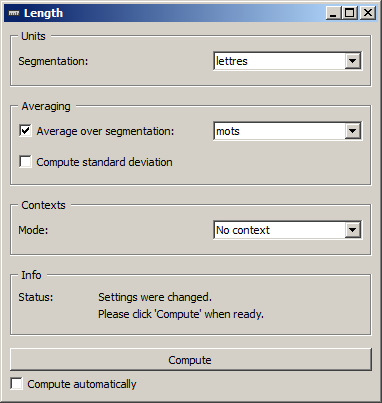 Length
Units
Segmentation: lettres
Averaging
Average over segmentation: mots
Compute standard deviation
Contexts
Mode: No context
Info
Status: Settings were changed.
Please click 'Compute' when ready.
Compute
Compute automatically